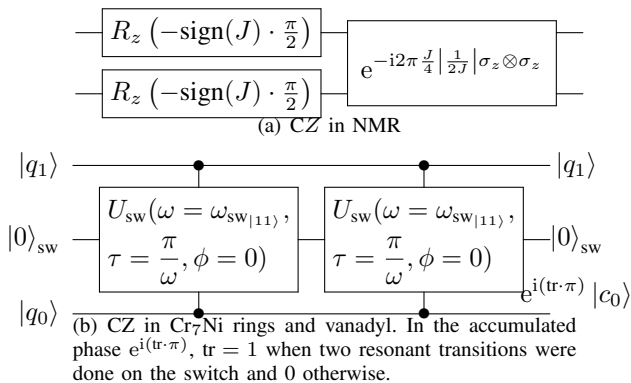 R_z (−sign(J) · π/2)
e^{−i2π J/4 |1/2J| σ_z⊗σ_z}
R_z (−sign(J) · π/2)
(a) CZ in NMR
|q_1⟩ |q_1⟩
U_sw(ω = ω_{sw_{|11⟩}}, U_sw(ω = ω_{sw_{|11⟩}},
|0⟩_sw |0⟩_sw
τ = π/ω, ϕ = 0) τ = π/ω, ϕ = 0)
|q_0⟩ e^{i(tr·π)} |c_0⟩
(b) CZ in Cr_7Ni rings and vanadyl. In the accumulated
phase e^{i(tr·π)}, tr = 1 when two resonant transitions were
done on the switch and 0 otherwise.